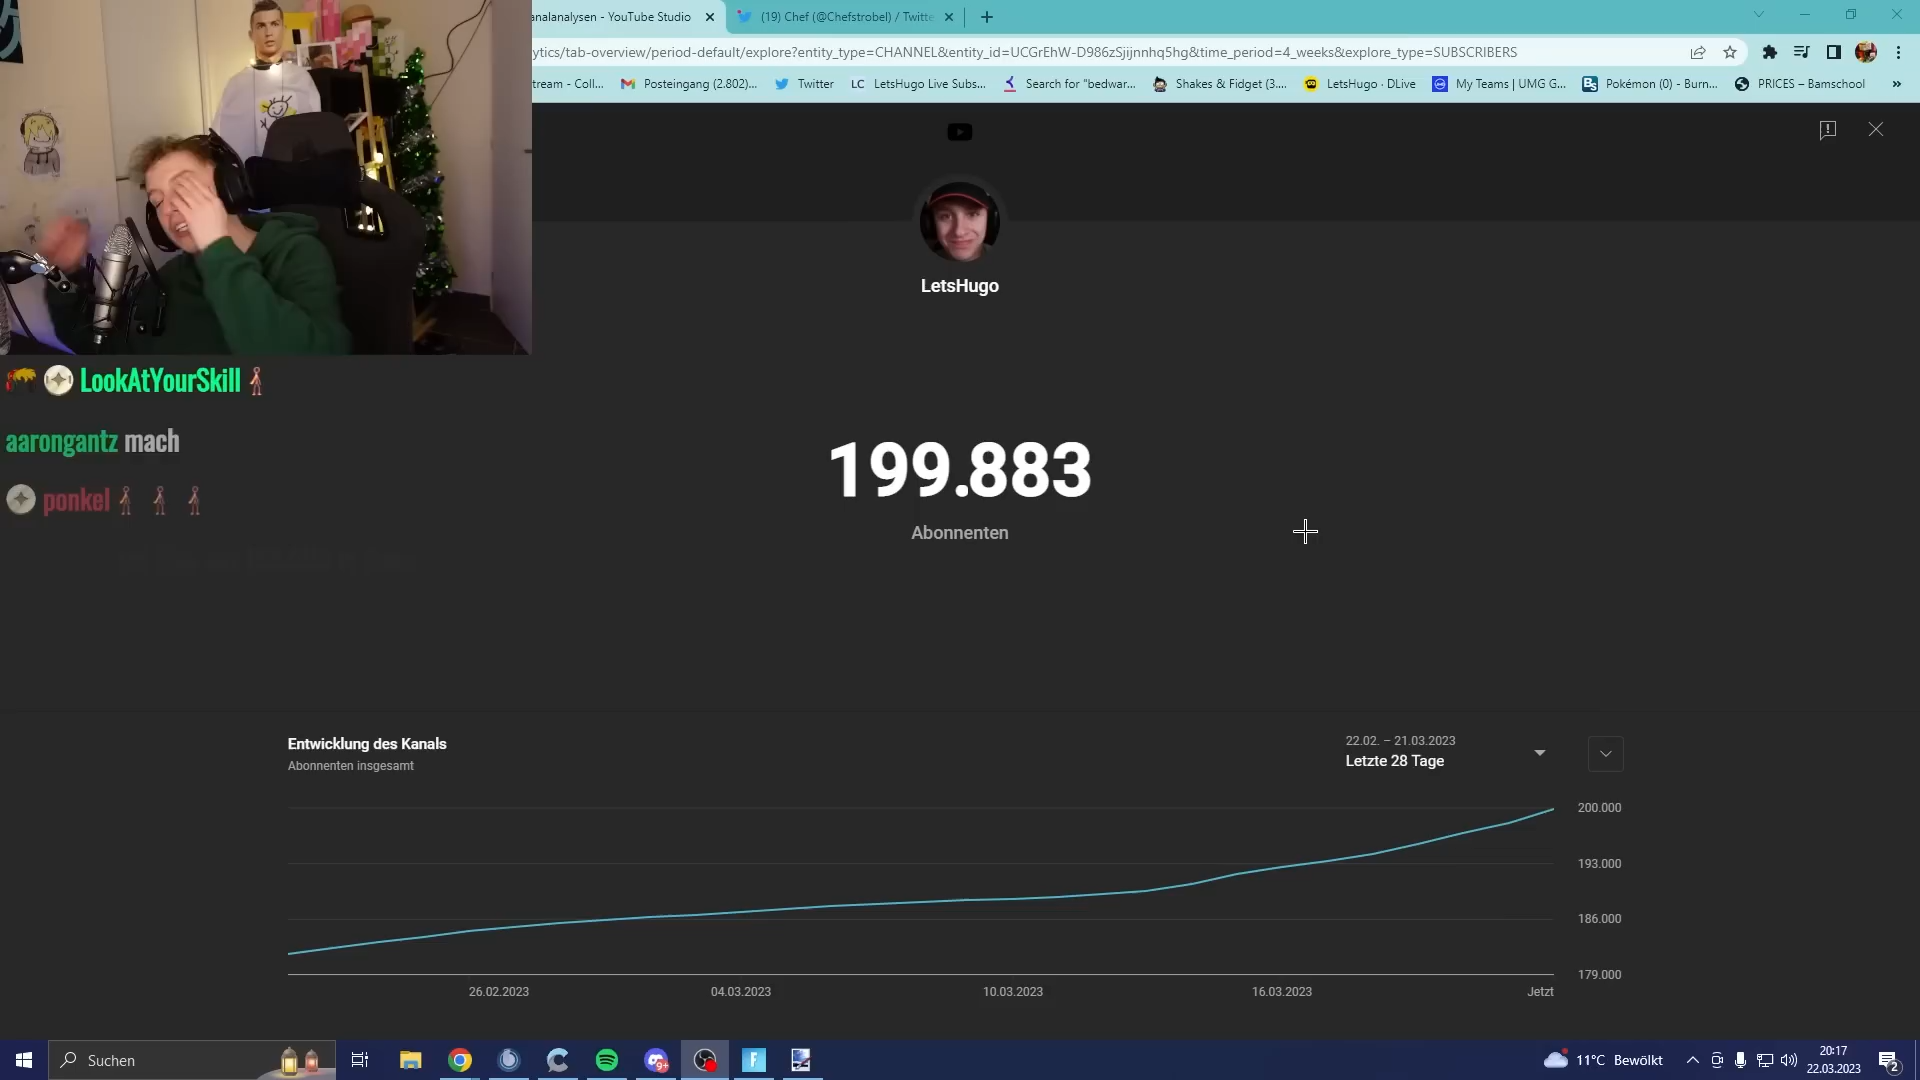 analanalysen - YouTube Studio
(19) Chef (@Chefstrobel) / Twitte
ytics/tab-overview/period-default/explore?entity_type=CHANNEL&entity_id=UCGrEhW-D986zSjijnnhq5hg&time_period=4_weeks&explore_type=SUBSCRIBERS
tream - Coll...
Posteingang (2.802)...
Twitter
LC LetsHugo Live Subs...
Search for "bedwar...
Shakes & Fidget (3....
LetsHugo · DLive
My Teams | UMG G...
Pokémon (0) - Burn...
PRICES – Bamschool
LetsHugo
LookAtYourSkill
aarongantz mach
ponkel
199.883
Abonnenten
Entwicklung des Kanals
Abonnenten insgesamt
22.02. – 21.03.2023
Letzte 28 Tage
200.000
193.000
186.000
179.000
26.02.2023
04.03.2023
10.03.2023
16.03.2023
Jetzt
Suchen
9+
11°C Bewölkt
20:17
22.03.2023
2